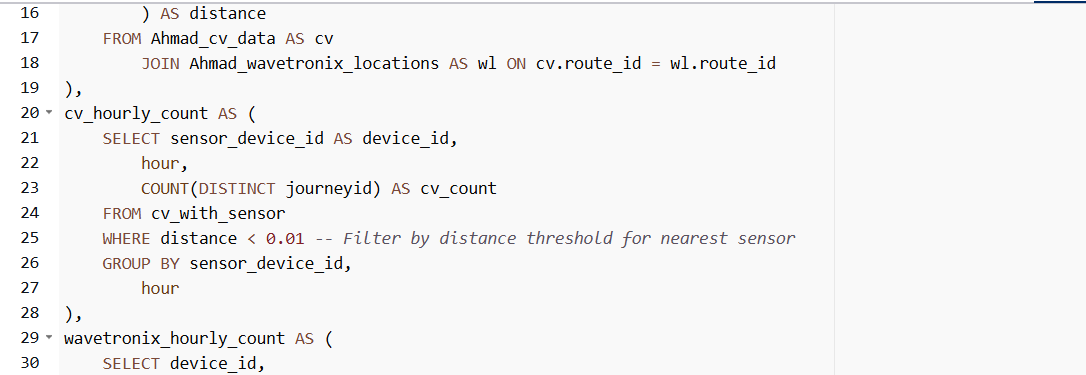 16 ) AS distance
17 FROM Ahmad_cv_data AS cv
18 JOIN Ahmad_wavetronix_locations AS wl ON cv.route_id = wl.route_id
19 ),
20 cv_hourly_count AS (
21 SELECT sensor_device_id AS device_id,
22 hour,
23 COUNT(DISTINCT journeyid) AS cv_count
24 FROM cv_with_sensor
25 WHERE distance < 0.01 -- Filter by distance threshold for nearest sensor
26 GROUP BY sensor_device_id,
27 hour
28 ),
29 wavetronix_hourly_count AS (
30 SELECT device_id,